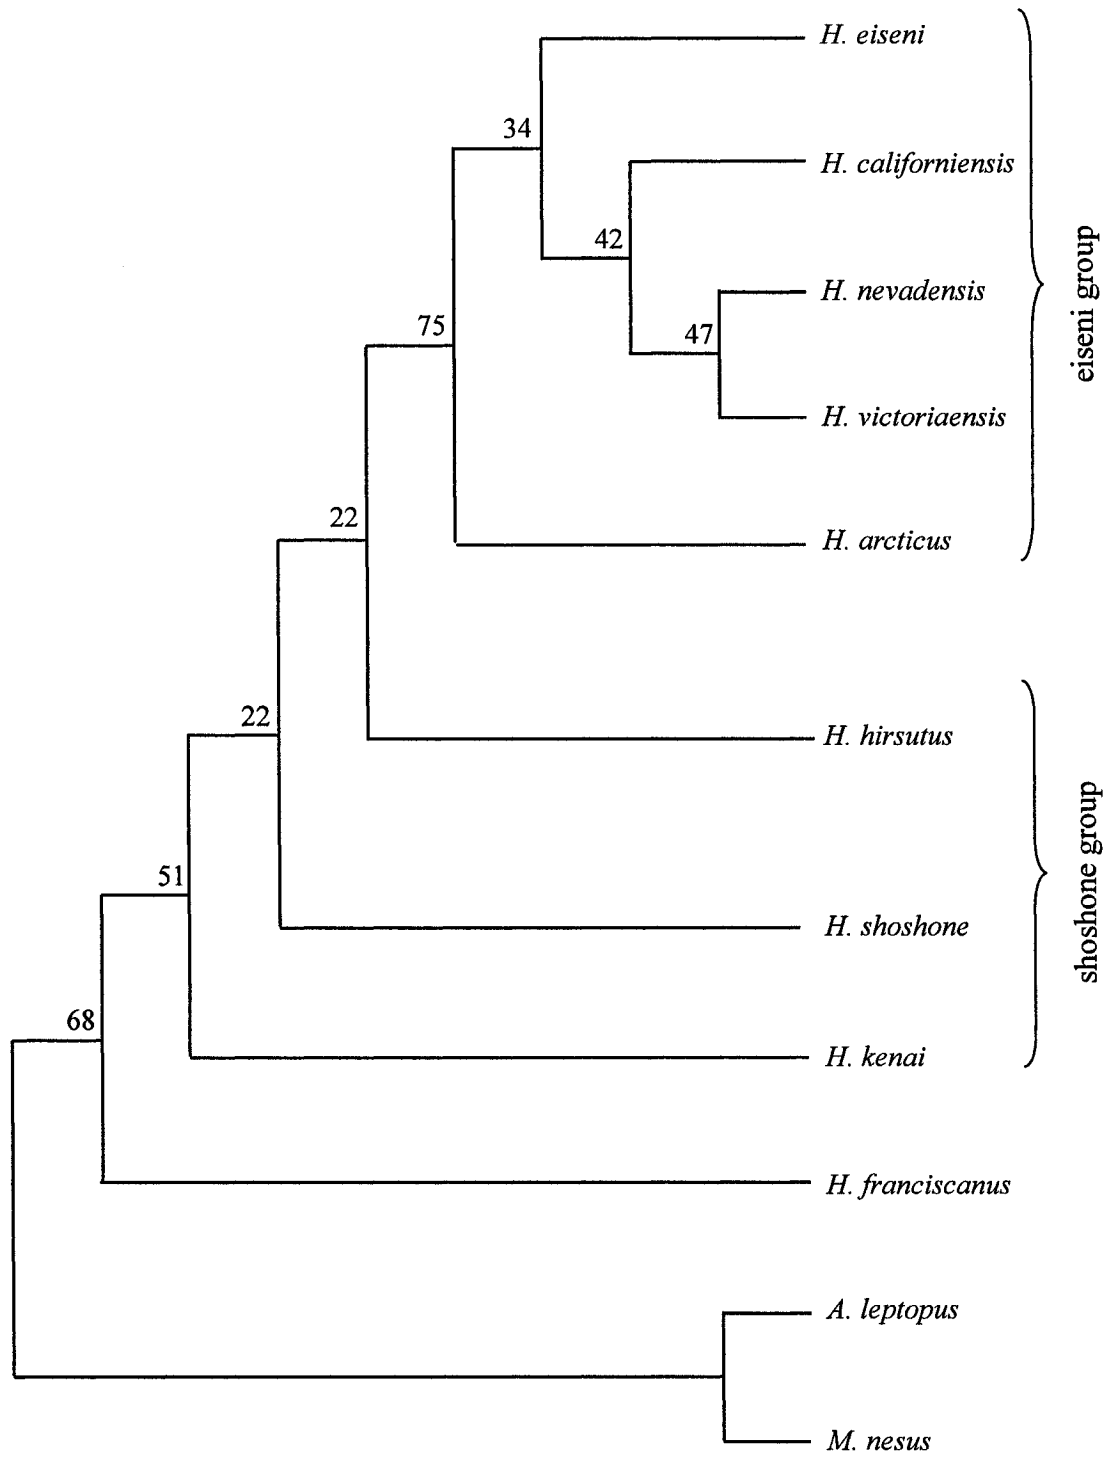 H. eiseni
34
H. californiensis
42
H. nevadensis
47
75
H. victoriaensis
eiseni group
22
H. arcticus
22
H. hirsutus
51
H. shoshone
shoshone group
68
H. kenai
H. franciscanus
A. leptopus
M. nesus